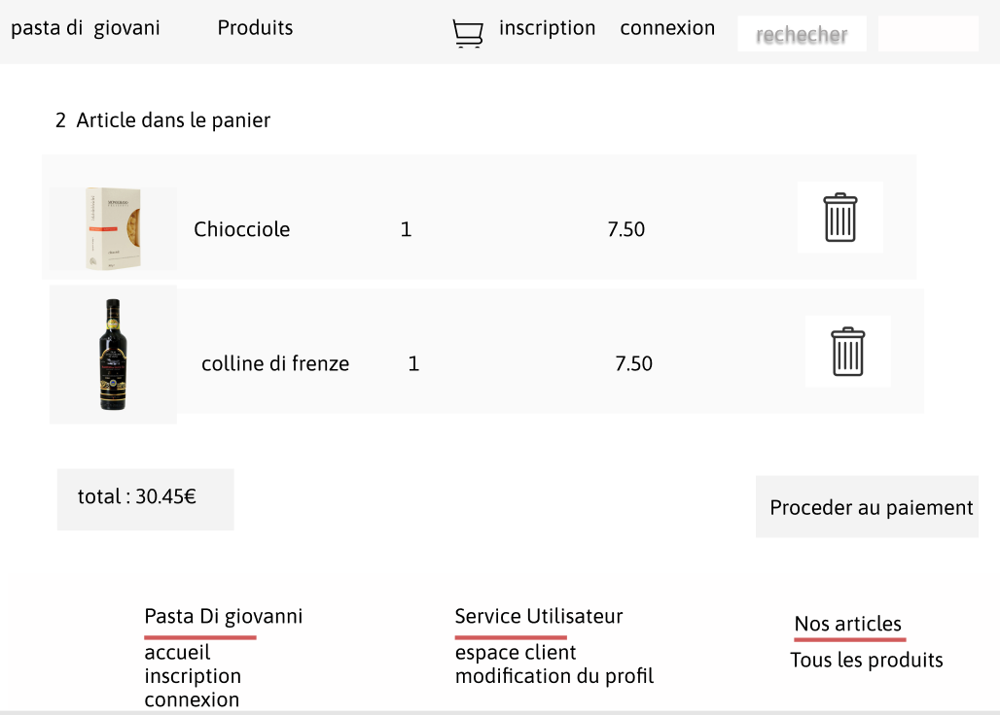 pasta di giovani Produits inscription connexion rechecher
2 Article dans le panier
Chiocciole 1 7.50
colline di frenze 1 7.50
total : 30.45€
Proceder au paiement
Pasta Di giovanni
accueil
inscription
connexion
Service Utilisateur
espace client
modification du profil
Nos articles
Tous les produits